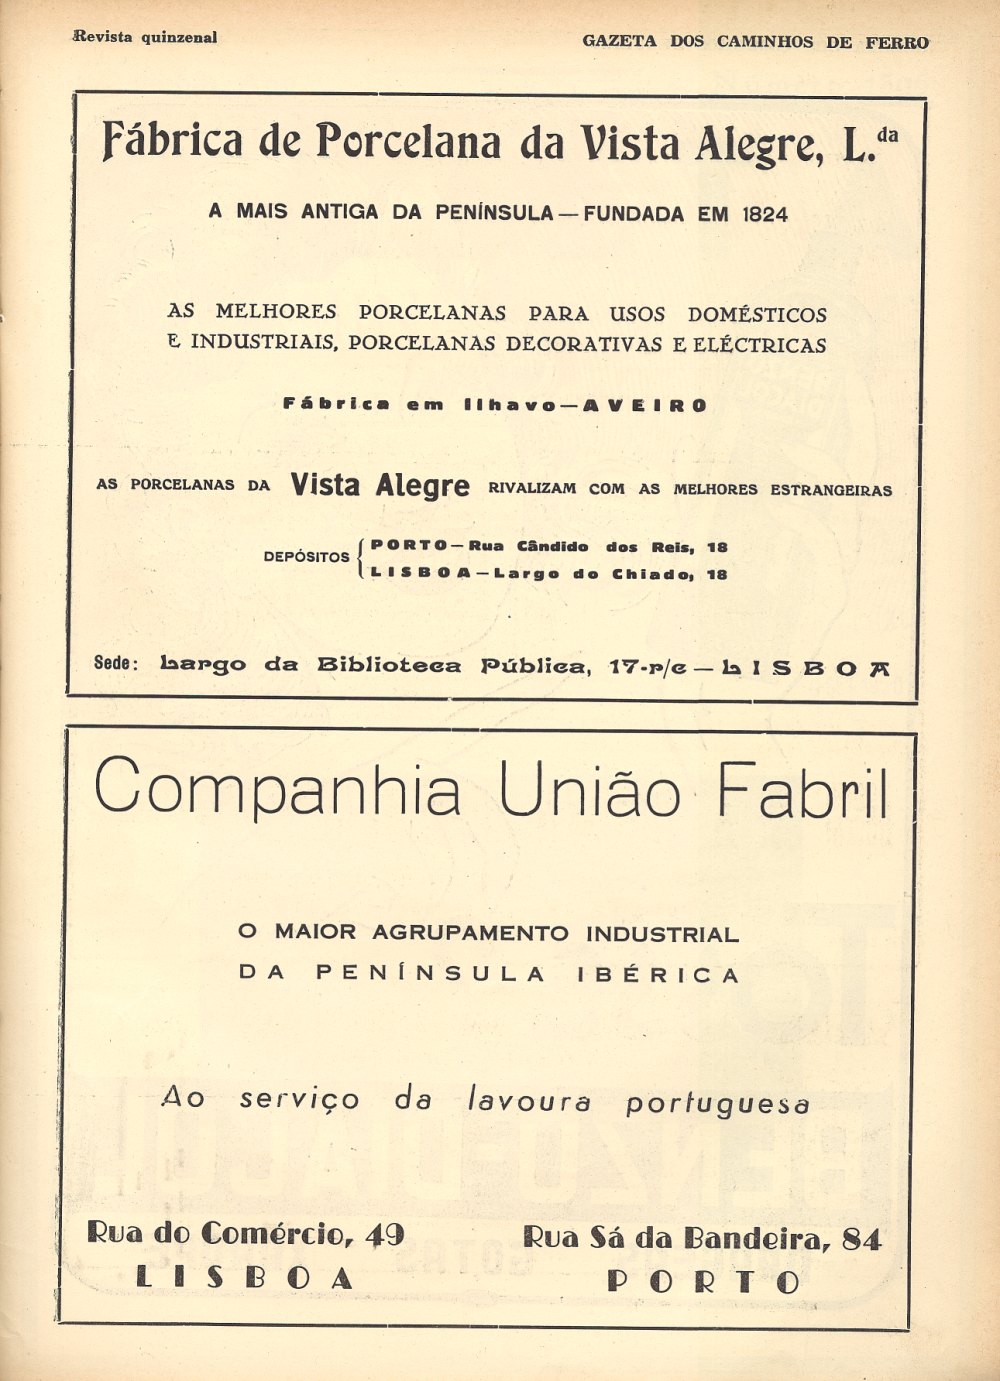 Revista quinzenal
GAZETA DOS CAMINHOS DE FERRO
Fábrica de Porcelana da Vista Alegre, L.da
A MAIS ANTIGA DA PENÍNSULA — FUNDADA EM 1824
AS MELHORES PORCELANAS PARA USOS DOMÉSTICOS
E INDUSTRIAIS, PORCELANAS DECORATIVAS E ELÉCTRICAS
Fábrica em Ilhavo — AVEIRO
AS PORCELANAS DA Vista Alegre RIVALIZAM COM AS MELHORES ESTRANGEIRAS
DEPÓSITOS
PORTO — Rua Cândido dos Reis, 18
LISBOA — Largo do Chiado, 18
Sede: Largo da Biblioteca Pública, 17-r/c — LISBOA
Companhia União Fabril
O MAIOR AGRUPAMENTO INDUSTRIAL
DA PENÍNSULA IBÉRICA
Ao serviço da lavoura portuguesa
Rua do Comércio, 49
LISBOA
Rua Sá da Bandeira, 84
PORTO